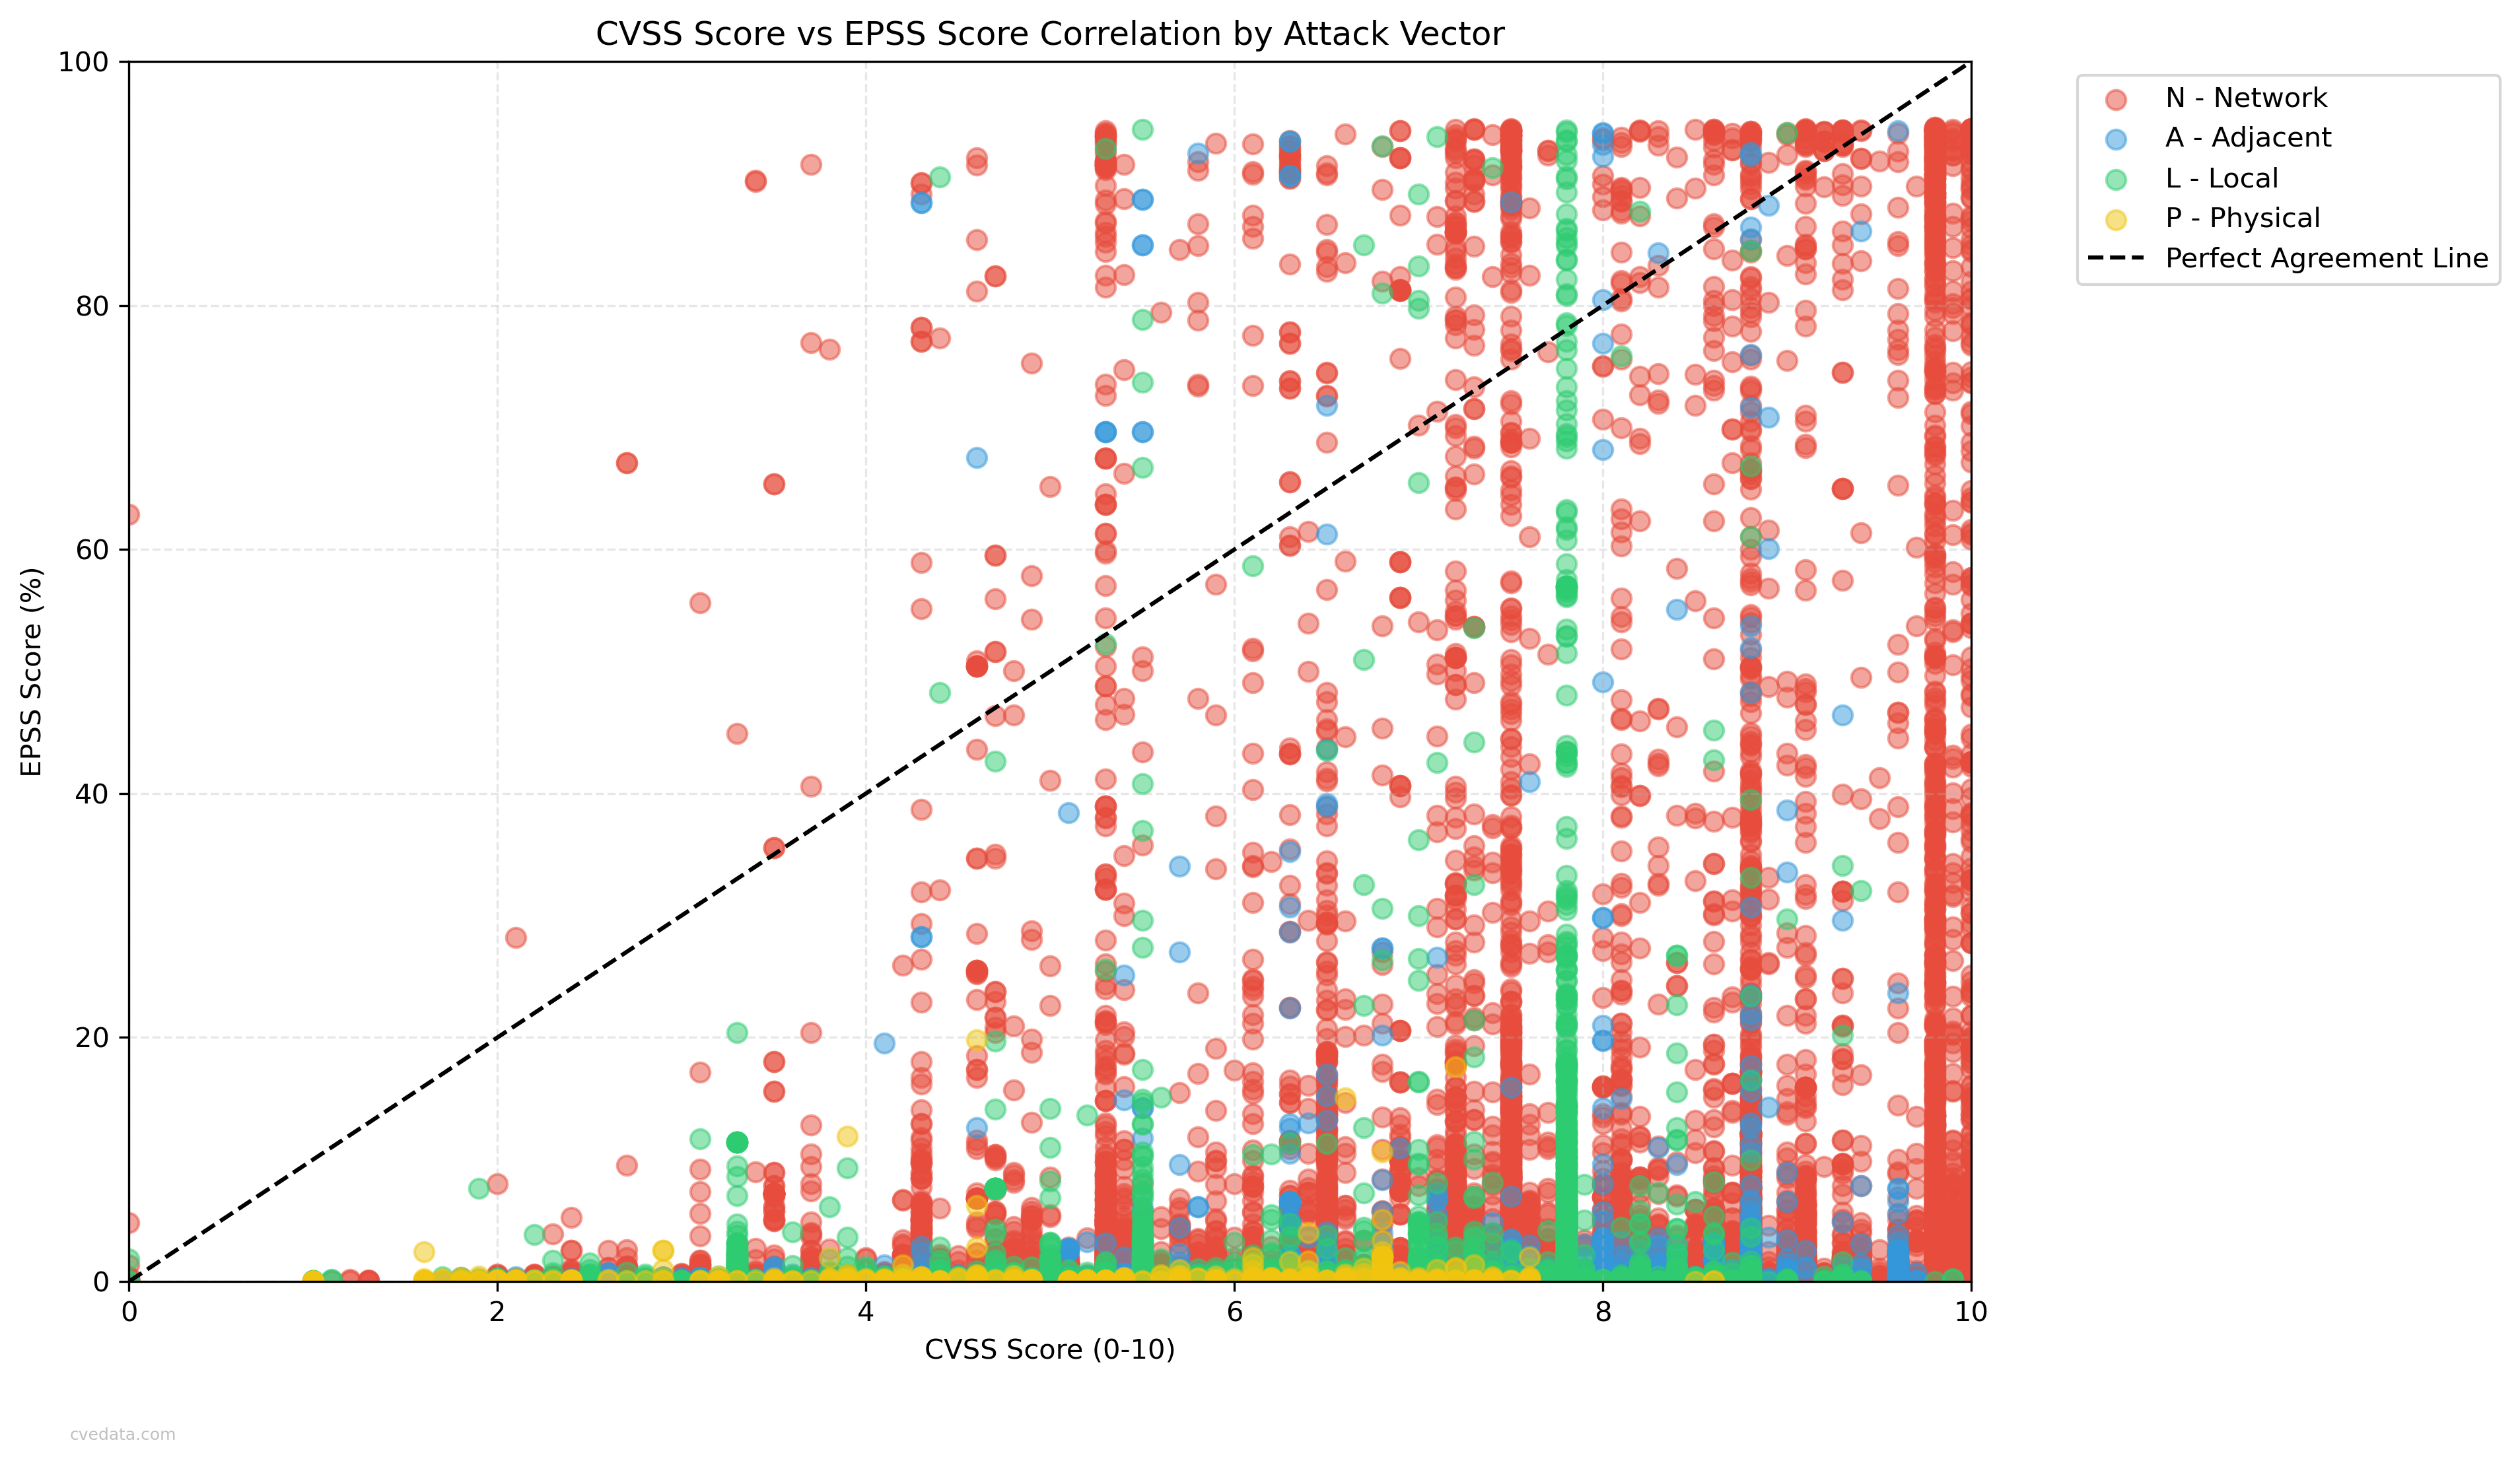 CVSS Score vs EPSS Score Correlation by Attack Vector
100
80
60
40
20
0
EPSS Score (%)
0
2
4
6
8
10
CVSS Score (0-10)
N - Network
A - Adjacent
L - Local
P - Physical
Perfect Agreement Line
cvedata.com